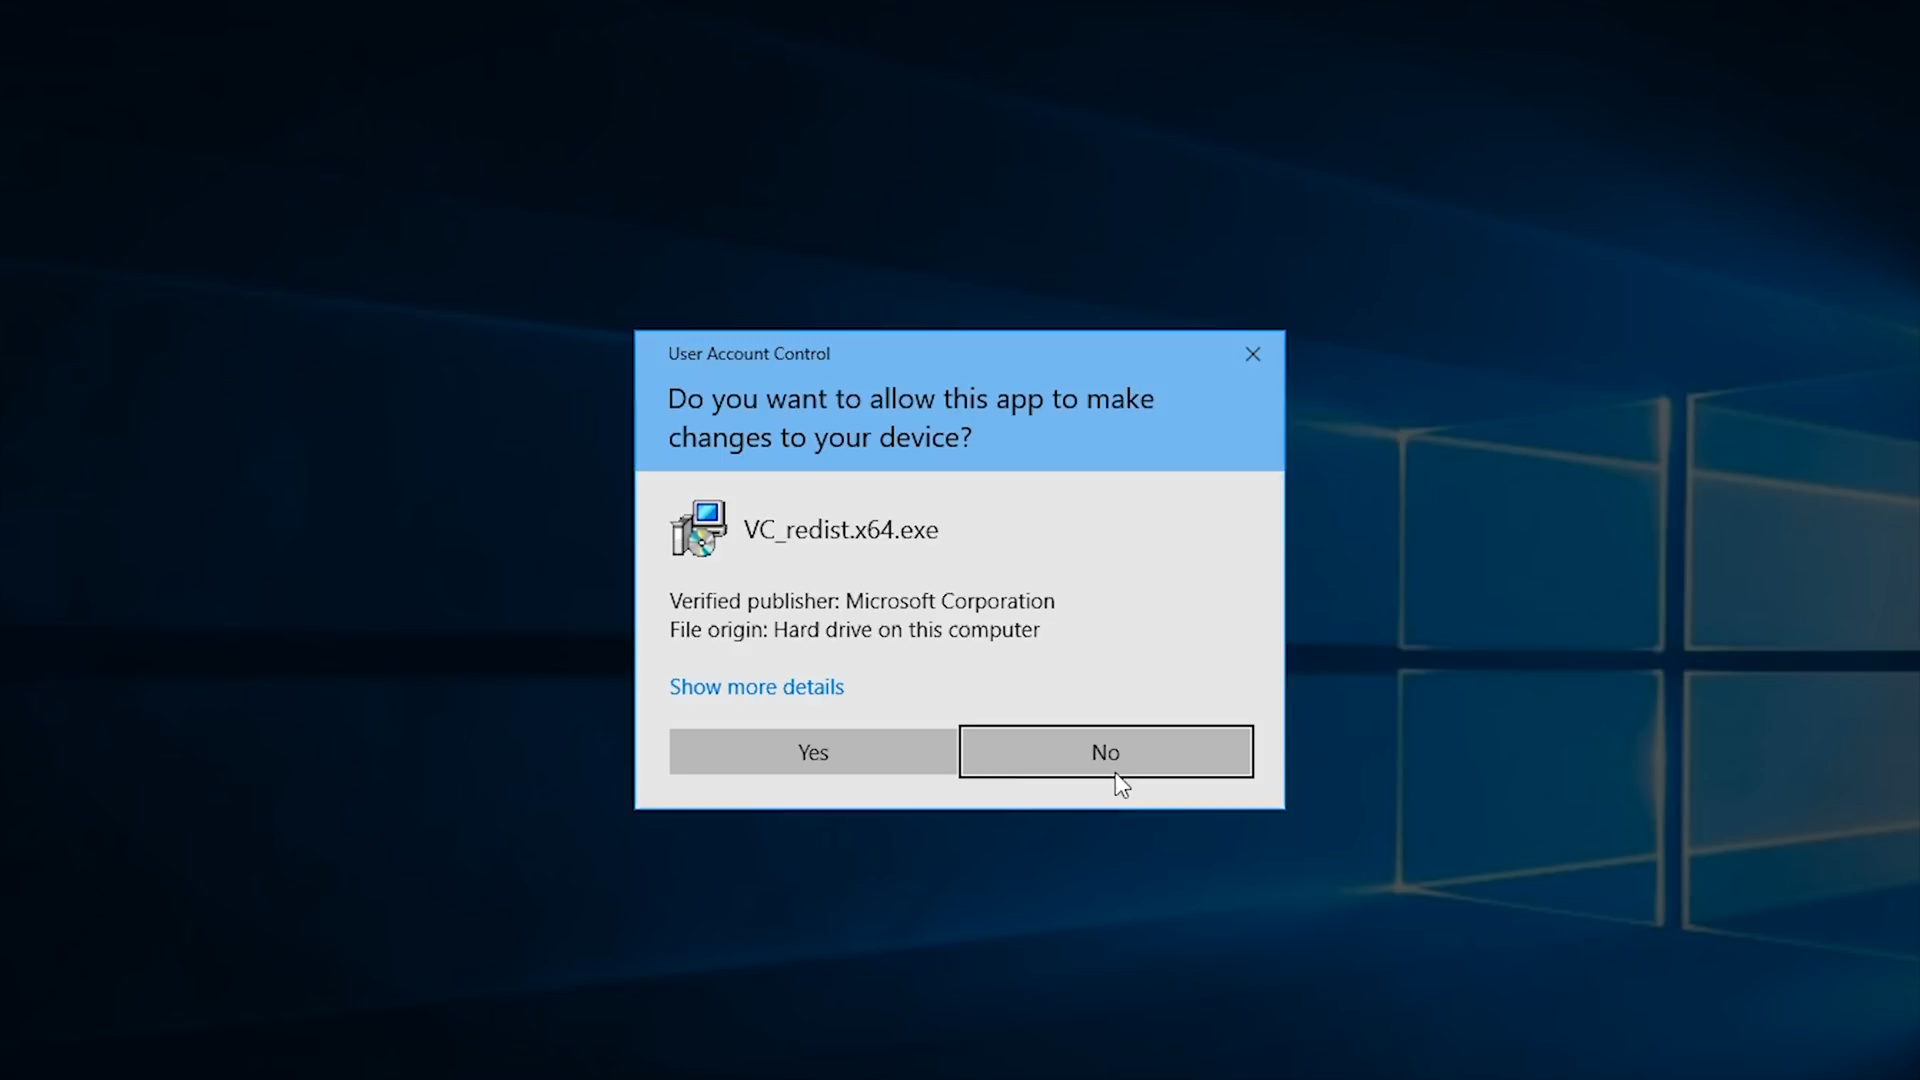 User Account Control
Do you want to allow this app to make
changes to your device?
VC_redist.x64.exe
Verified publisher: Microsoft Corporation
File origin: Hard drive on this computer
Show more details
Yes
No